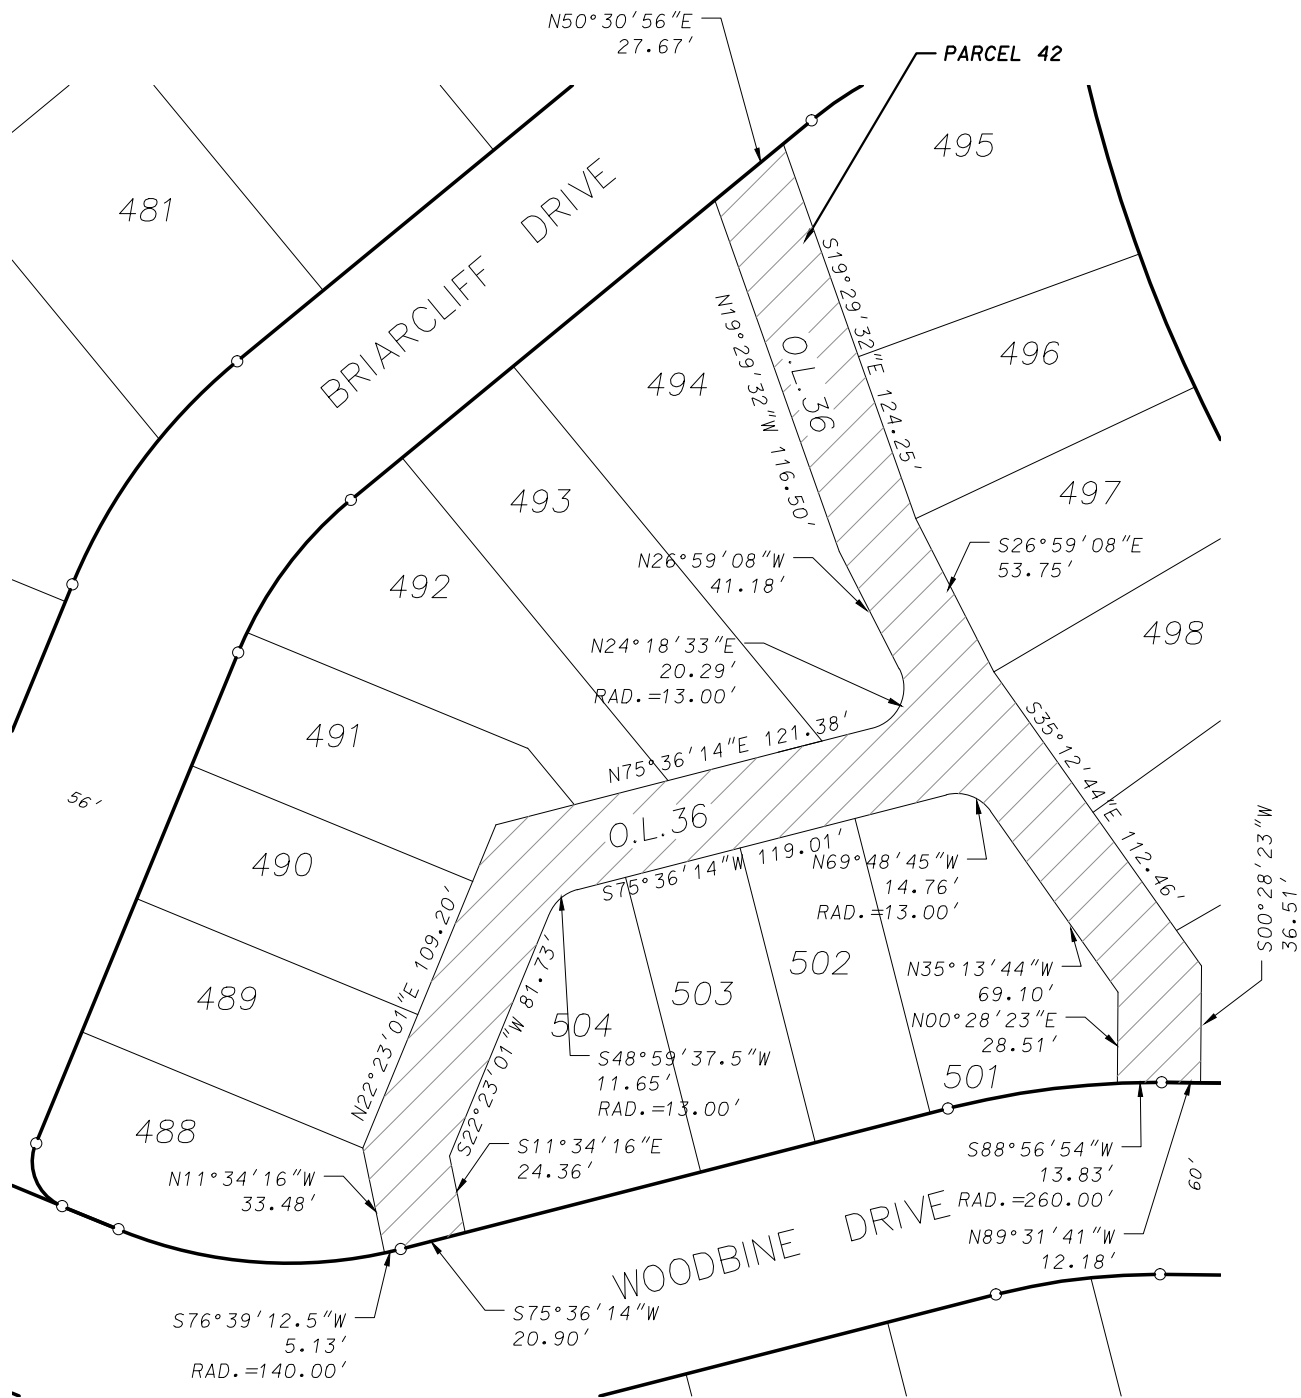 N50°30'56"E
27.67'
PARCEL 42
495
481
BRIARCLIFF DRIVE
S19°29'32"E 124.25'
N19°29'32"W 116.50'
O.L.36
496
494
493
497
S26°59'08"E
53.75'
N26°59'08"W
41.18'
492
498
N24°18'33"E
20.29'
RAD.=13.00'
491
N75°36'14"E 121.38'
S35°12'44"E 112.46'
56'
O.L.36
S75°36'14"W 119.01'
N69°48'45"W
14.76'
RAD.=13.00'
S00°28'23"W
36.51'
490
N22°23'01"E 109.20'
S22°23'01"W 81.73'
489
504
503
502
N35°13'44"W
69.10'
N00°28'23"E
28.51'
501
S48°59'37.5"W
11.65'
RAD.=13.00'
488
S11°34'16"E
24.36'
N11°34'16"W
33.48'
S88°56'54"W
13.83'
RAD.=260.00'
60'
N89°31'41"W
12.18'
WOODBINE DRIVE
S76°39'12.5"W
5.13'
RAD.=140.00'
S75°36'14"W
20.90'